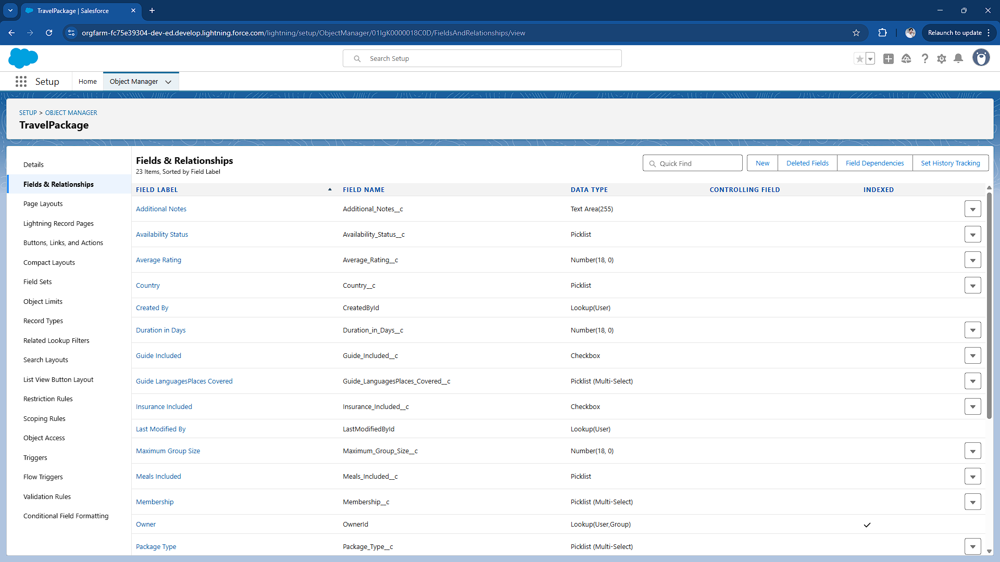 TravelPackage | Salesforce
orgfarm-fc75e39304-dev-ed.develop.lightning.force.com/lightning/setup/ObjectManager/01IgK0000018C0D/FieldsAndRelationships/view
Relaunch to update
Search Setup
Setup
Home
Object Manager
SETUP > OBJECT MANAGER
TravelPackage
Details
Fields & Relationships
Page Layouts
Lightning Record Pages
Buttons, Links, and Actions
Compact Layouts
Field Sets
Object Limits
Record Types
Related Lookup Filters
Search Layouts
List View Button Layout
Restriction Rules
Scoping Rules
Object Access
Triggers
Flow Triggers
Validation Rules
Conditional Field Formatting
Fields & Relationships
23 Items, Sorted by Field Label
Quick Find
New
Deleted Fields
Field Dependencies
Set History Tracking
FIELD LABEL FIELD NAME DATA TYPE CONTROLLING FIELD INDEXED
Additional Notes Additional_Notes__c Text Area(255)
Availability Status Availability_Status__c Picklist
Average Rating Average_Rating__c Number(18, 0)
Country Country__c Picklist
Created By CreatedById Lookup(User)
Duration in Days Duration_in_Days__c Number(18, 0)
Guide Included Guide_Included__c Checkbox
Guide LanguagesPlaces Covered Guide_LanguagesPlaces_Covered__c Picklist (Multi-Select)
Insurance Included Insurance_Included__c Checkbox
Last Modified By LastModifiedById Lookup(User)
Maximum Group Size Maximum_Group_Size__c Number(18, 0)
Meals Included Meals_Included__c Picklist
Membership Membership__c Picklist (Multi-Select)
Owner OwnerId Lookup(User,Group)
Package Type Package_Type__c Picklist (Multi-Select)